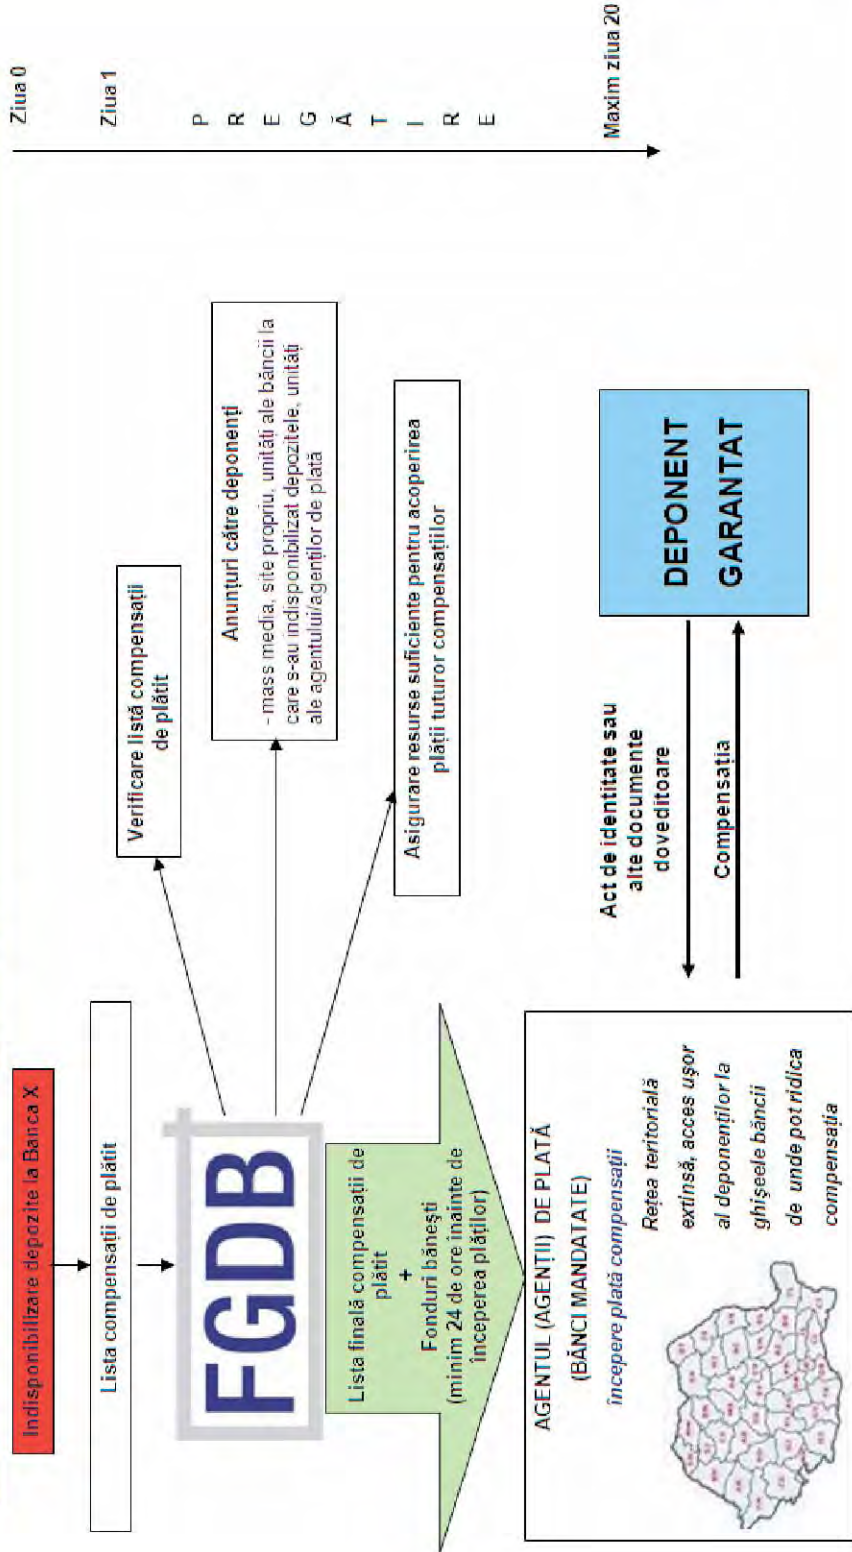 Indisponibilizare depozite la Banca X
Lista compensații de plătit
FGDB
Lista finală compensații de
plătit
+
Fonduri bănești
(minim 24 de ore înainte de
începerea plăților)
AGENTUL (AGENȚII) DE PLATĂ
(BĂNCI MANDATATE)
începere plată compensații
Rețea teritorială
extinsă, acces ușor
al deponenților la
ghișeele băncii
de unde pot ridica
compensația
Verificare listă compensații
de plătit
Anunțuri către deponenți
- mass media, site propriu, unități ale băncii la
care s-au indisponibilizat depozitele, unități
ale agentului/agenților de plată
Asigurare resurse suficiente pentru acoperirea
plății tuturor compensațiilor
Act de identitate sau
alte documente
doveditoare
Compensația
DEPONENT
GARANTAT
Ziua 0
Ziua 1
P
R
E
G
Ă
T
I
R
E
Maxim ziua 20